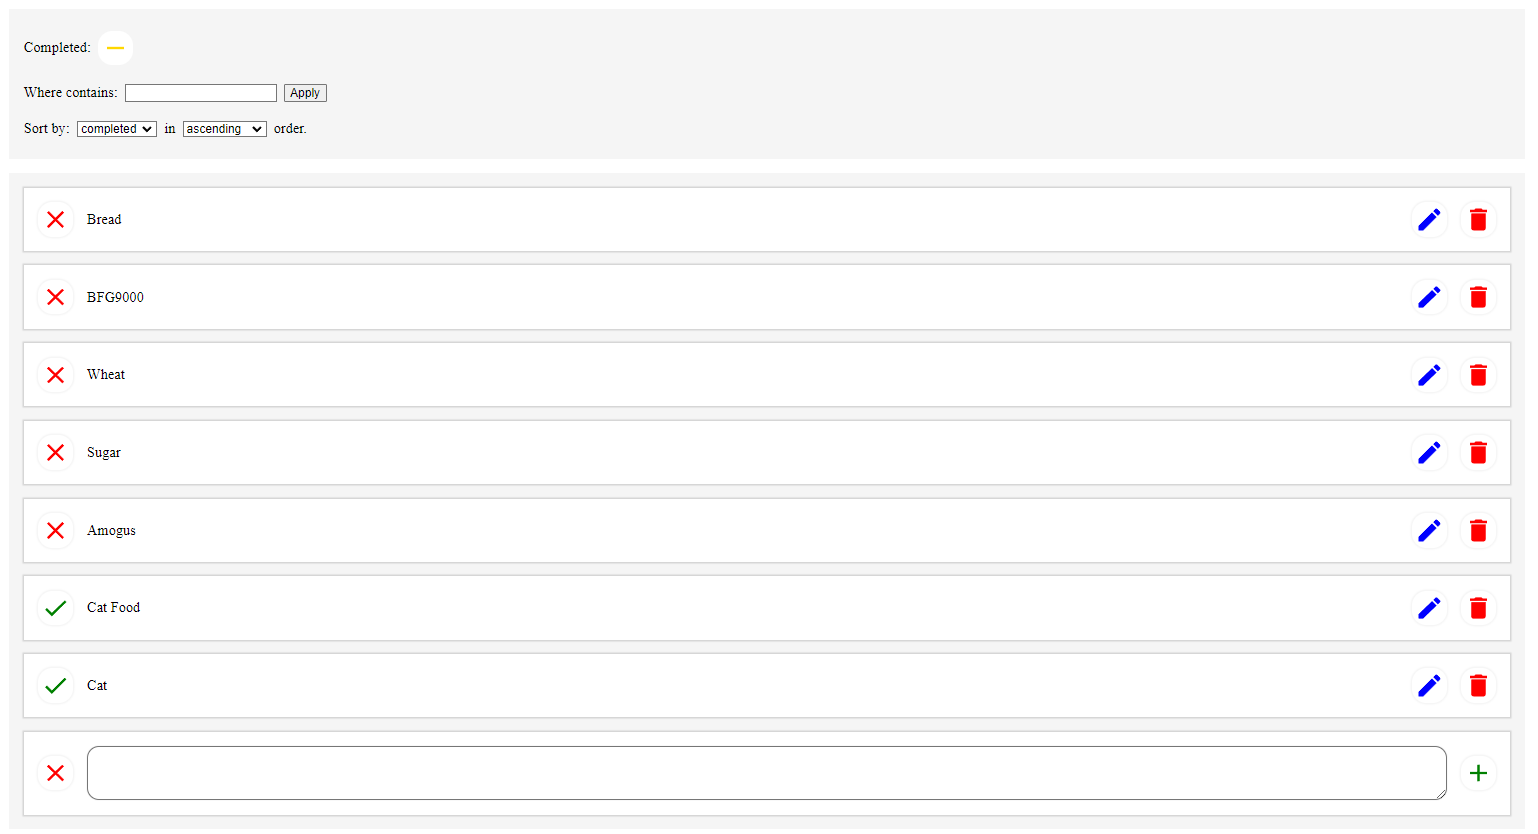 Completed:
Where contains: Apply
Sort by: completed in ascending order.
Bread
BFG9000
Wheat
Sugar
Amogus
Cat Food
Cat